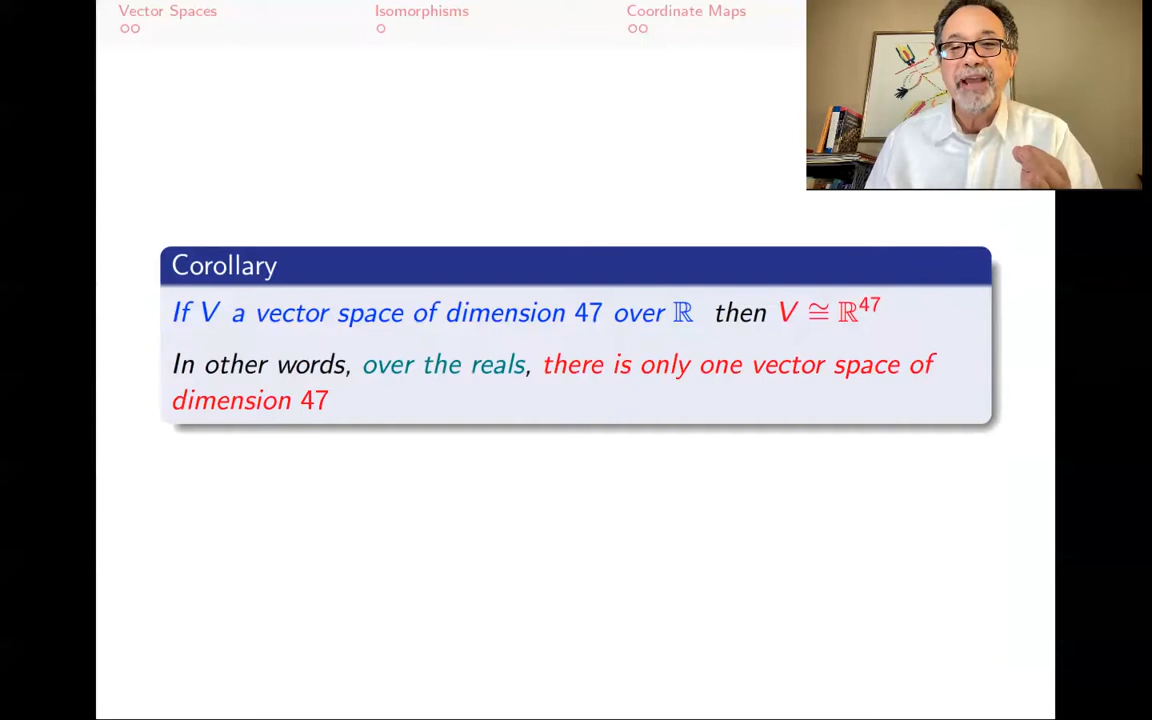 Vector Spaces
Isomorphisms
Coordinate Maps
Corollary
If V a vector space of dimension 47 over ℝ then V ≅ ℝ⁴⁷
In other words, over the reals, there is only one vector space of
dimension 47